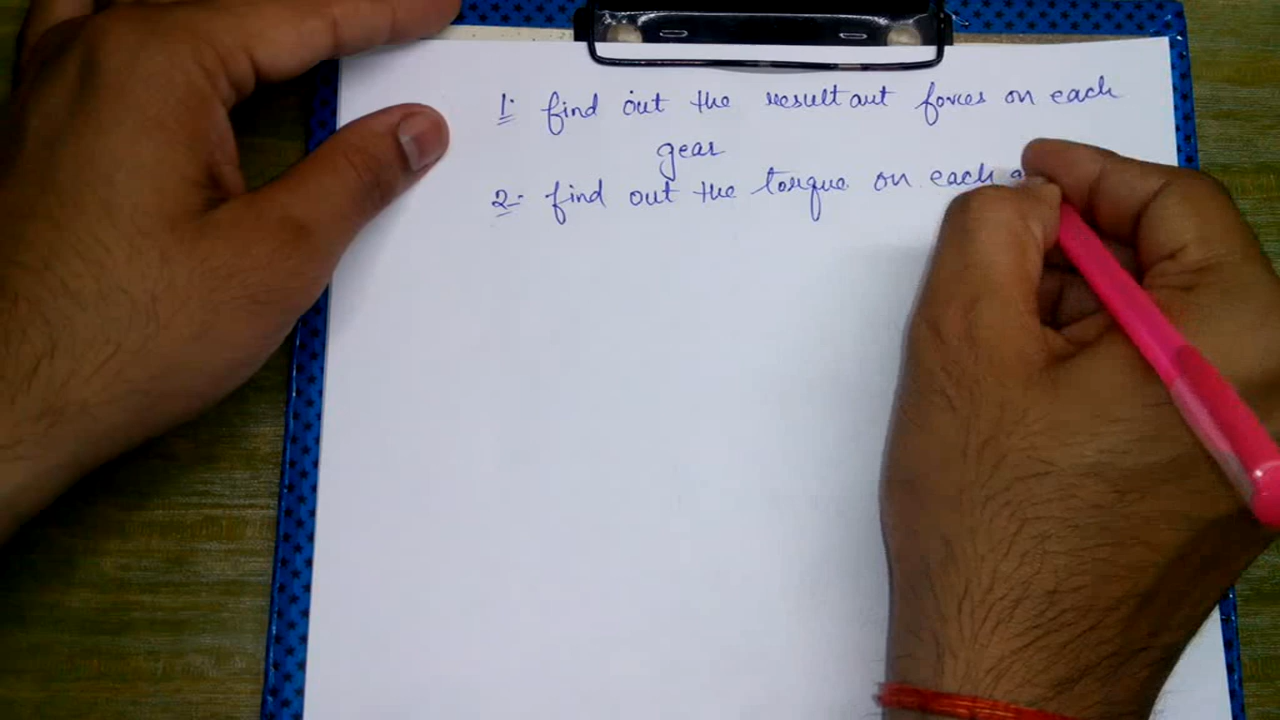 1. find out the resultant forces on each
gear
2. find out the torque on each